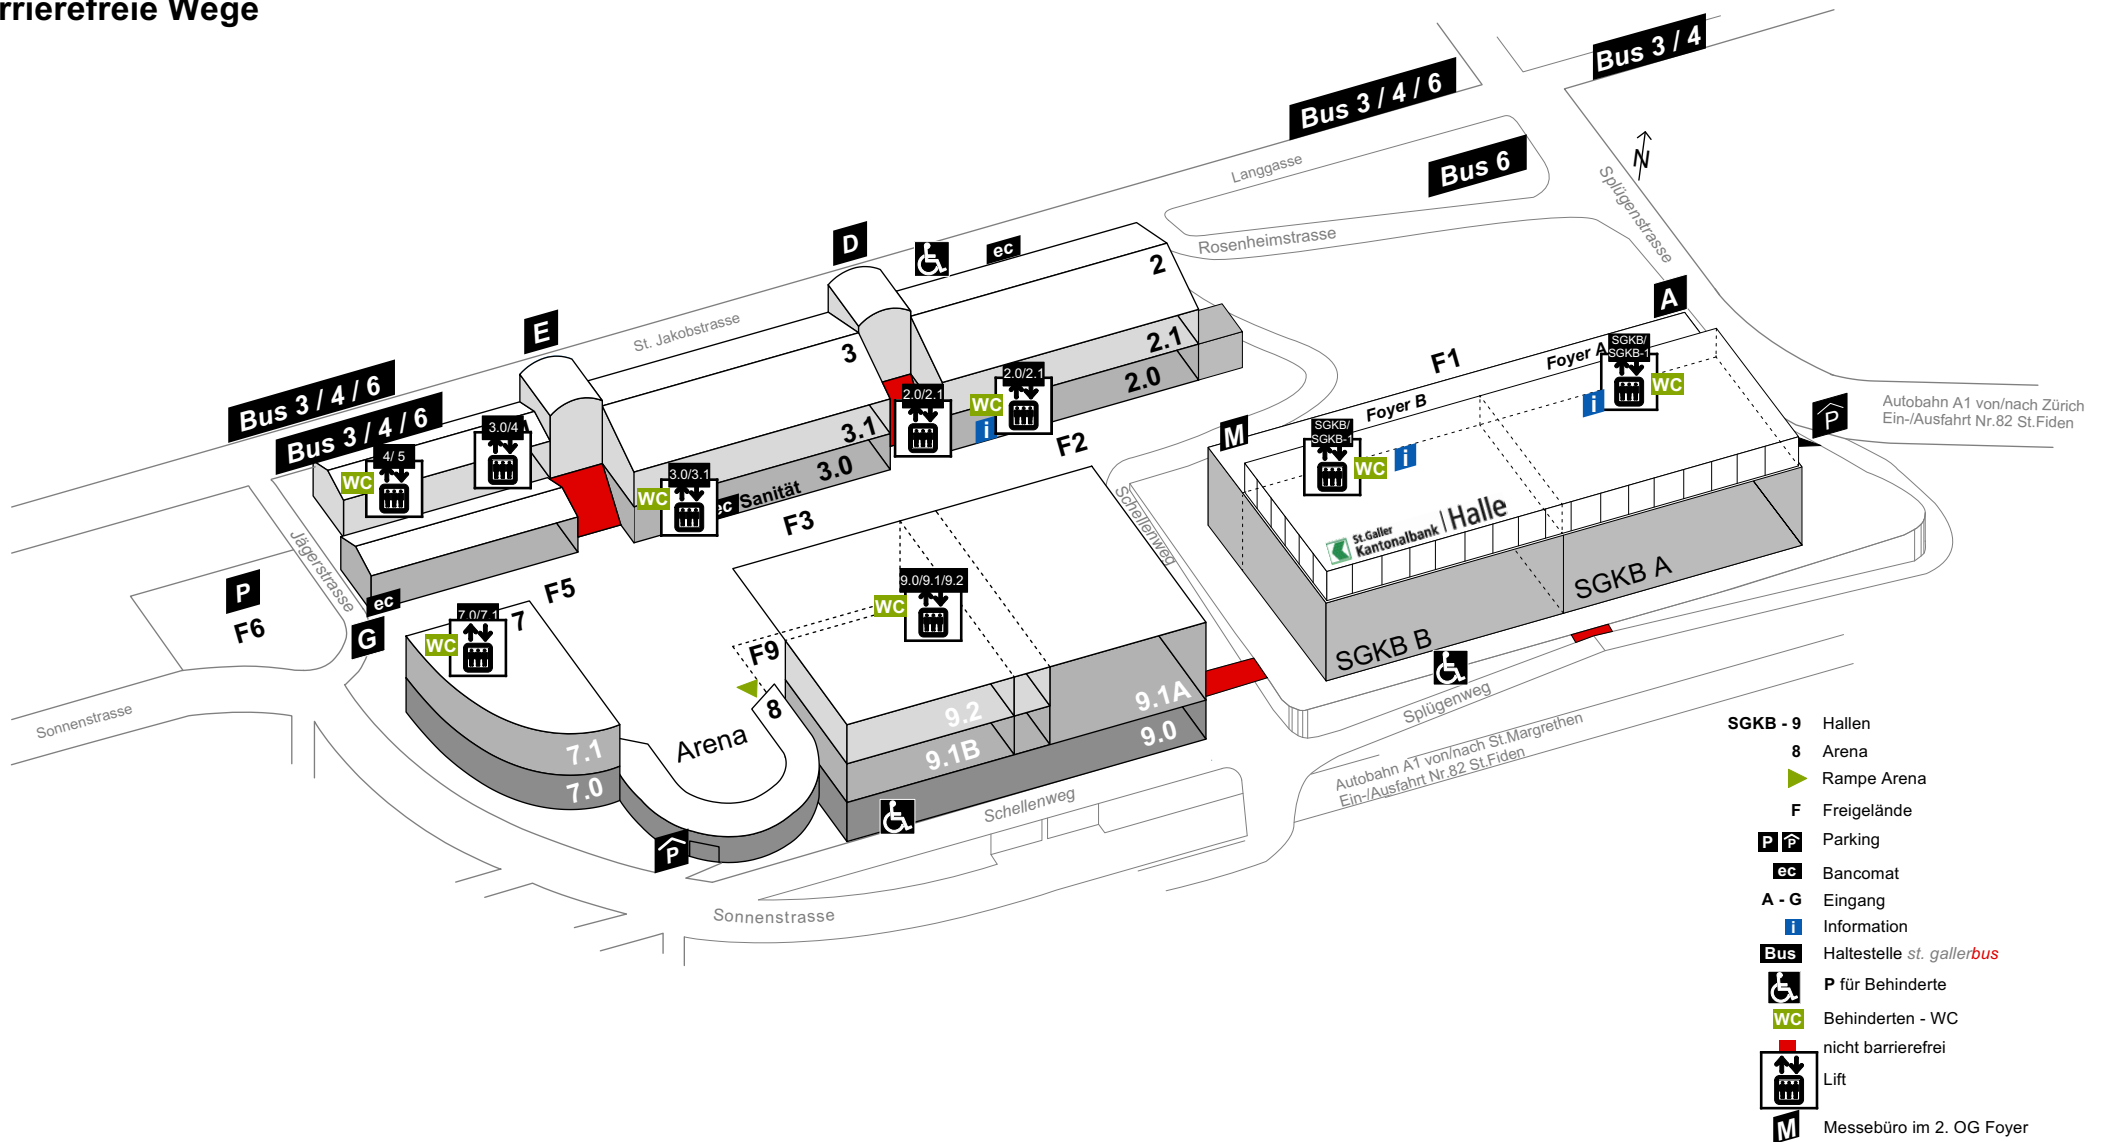 rrierefreie Wege
Bus 3 / 4
Bus 3 / 4 / 6
Bus 6
Langgasse
N
Splügenstrasse
Rosenheimstrasse
D
ec
2
A
E
St. Jakobstrasse
3
2.1
2.0
F1
Foyer A
SGKB/
SGKB-1
WC
i
Foyer B
M
SGKB/
SGKB-1
WC
i
P
Autobahn A1 von/nach Zürich
Ein-/Ausfahrt Nr.82 St.Fiden
Bus 3 / 4 / 6
Bus 3 / 4 / 6
2.0/2.1
2.0/2.1
WC
i
F2
3.1
3.0
3.0/4
4/ 5
WC
3.0/3.1
WC
ec Sanität
F3
Schellenweg
St.Galler
Kantonalbank
Halle
SGKB A
SGKB B
Jägerstrasse
P
F6
ec
G
F5
7.0/7.1
WC
7
9.0/9.1/9.2
WC
F9
8
Arena
9.2
9.1A
9.1B
9.0
7.1
7.0
P
Sonnenstrasse
Splügenweg
Autobahn A1 von/nach St.Margrethen
Ein-/Ausfahrt Nr.82 St.Fiden
Schellenweg
Sonnenstrasse
SGKB - 9 Hallen
8 Arena
Rampe Arena
F Freigelände
P P Parking
ec Bancomat
A - G Eingang
i Information
Bus Haltestelle st. gallerbus
P für Behinderte
WC Behinderten - WC
nicht barrierefrei
Lift
M Messebüro im 2. OG Foyer